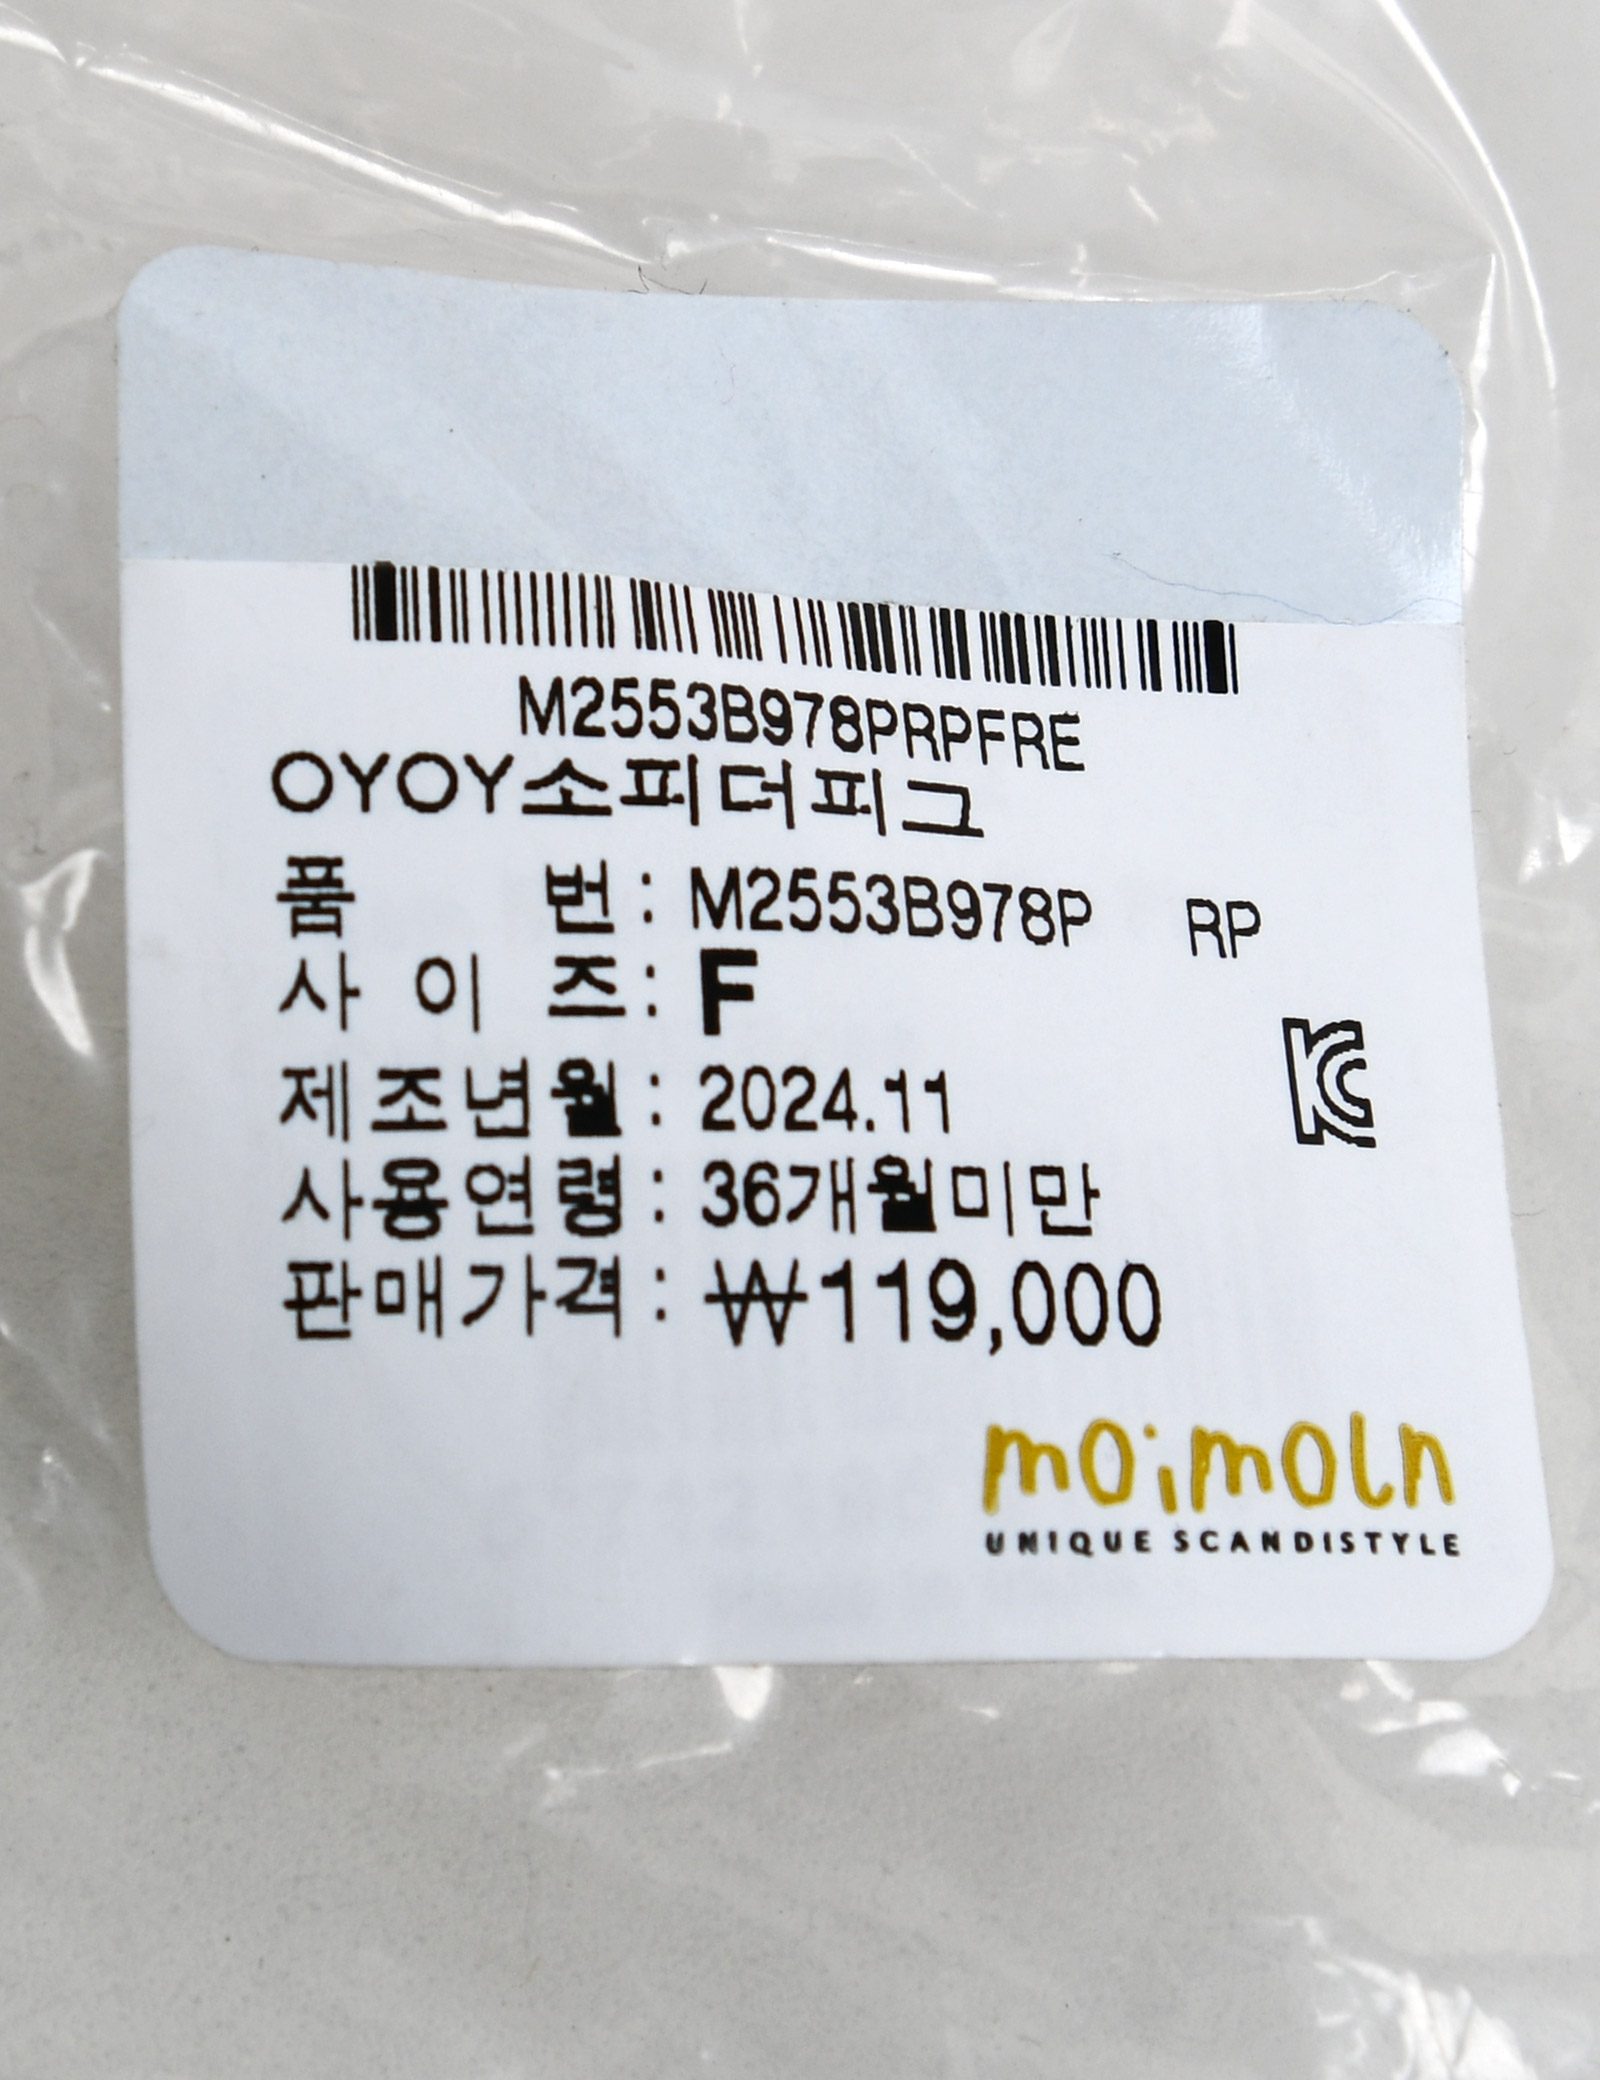 M2553B978PRPFRE
OYOY소피더피그
품 번 : M2553B978P RP
사 이 즈 : F
제조년월 : 2024.11
사용연령 : 36개월미만
판매가격 : ₩119,000
moimoln
UNIQUE SCANDISTYLE